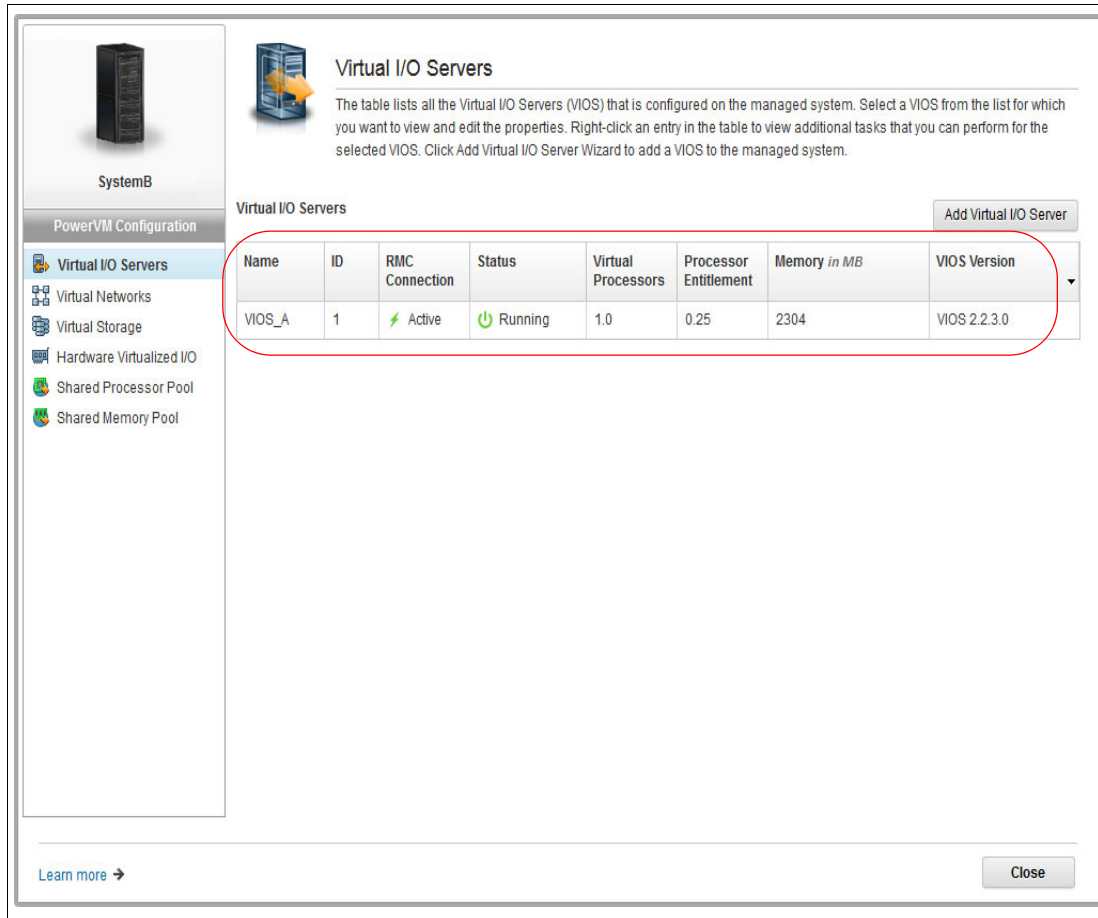 SystemB
PowerVM Configuration
Virtual I/O Servers
Virtual Networks
Virtual Storage
Hardware Virtualized I/O
Shared Processor Pool
Shared Memory Pool
Virtual I/O Servers
The table lists all the Virtual I/O Servers (VIOS) that is configured on the managed system. Select a VIOS from the list for which
you want to view and edit the properties. Right-click an entry in the table to view additional tasks that you can perform for the
selected VIOS. Click Add Virtual I/O Server Wizard to add a VIOS to the managed system.
Virtual I/O Servers
Add Virtual I/O Server
Name ID RMC Connection Status Virtual Processors Processor Entitlement Memory in MB VIOS Version
VIOS_A 1 Active Running 1.0 0.25 2304 VIOS 2.2.3.0
Learn more
Close